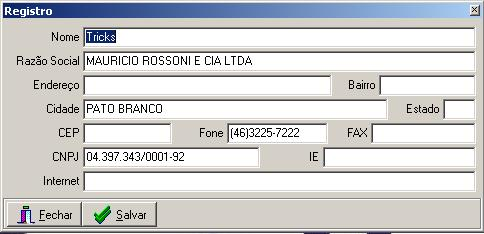 Registro
Nome Tricks
Razão Social MAURICIO ROSSONI E CIA LTDA
Endereço Bairro
Cidade PATO BRANCO Estado
CEP Fone (46)3225-7222 FAX
CNPJ 04.397.343/0001-92 IE
Internet
Fechar Salvar